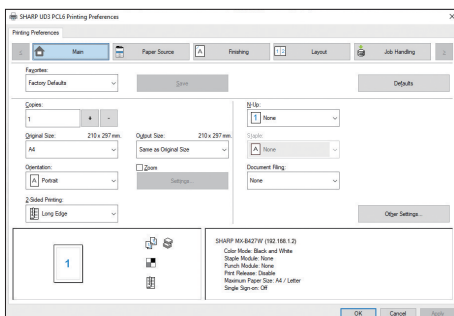 SHARP UD3 PCL6 Printing Preferences
Printing Preferences
Main Paper Source Finishing Layout Job Handling
Favorites:
Factory Defaults Save Defaults
Copies: N-Up:
1 + - 1 None
Original Size: 210 x 297 mm. Output Size: 210 x 297 mm. Staple:
A4 Same as Original Size None
Orientation: Zoom Document Filing:
Portrait Settings... None
2-Sided Printing:
Long Edge Other Settings...
1
SHARP MX-B427W (192.168.1.2)
Color Mode: Black and White
Staple Module: None
Punch Module: None
Print Release: Disable
Maximum Paper Size: A4 / Letter
Single Sign-on: Off
OK Cancel Apply